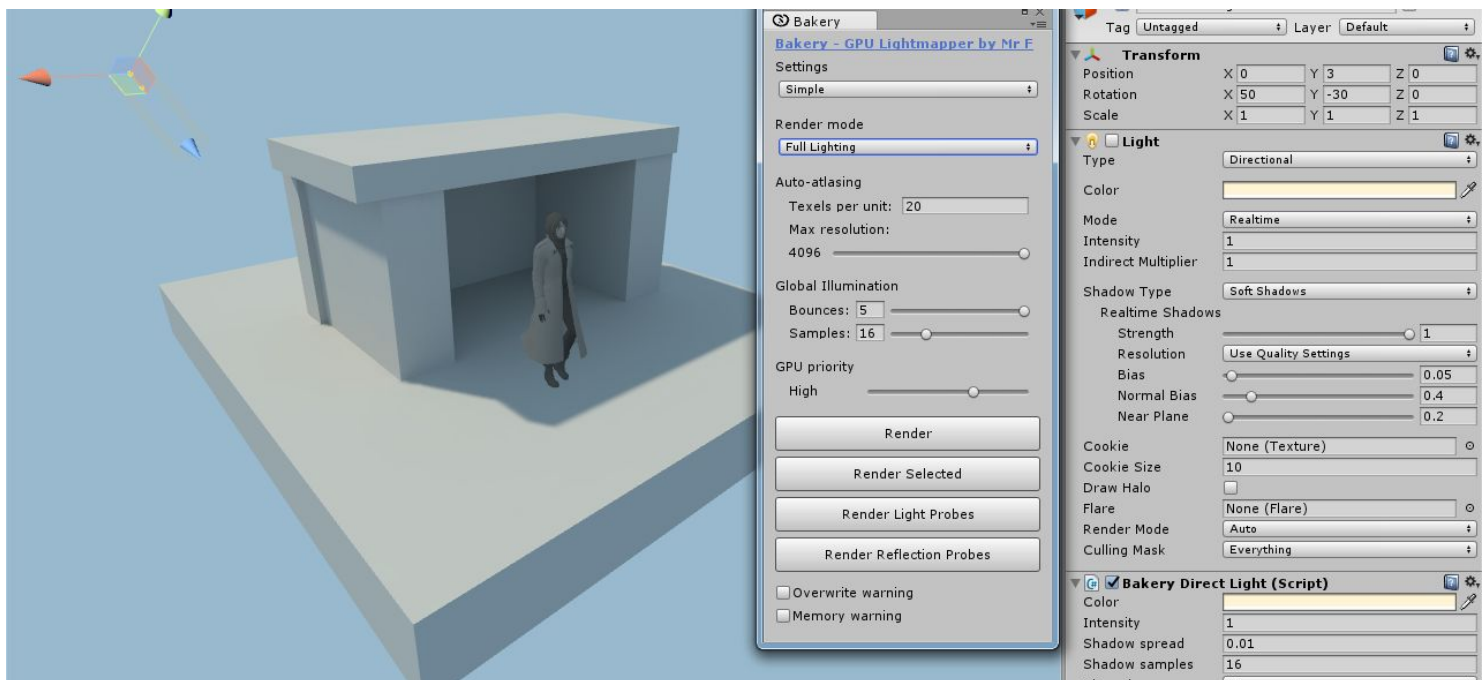 Bakery
Bakery - GPU Lightmapper by Mr F
Settings
Simple
Render mode
Full Lighting
Auto-atlasing
Texels per unit: 20
Max resolution:
4096
Global Illumination
Bounces: 5
Samples: 16
GPU priority
High
Render
Render Selected
Render Light Probes
Render Reflection Probes
Overwrite warning
Memory warning
Tag Untagged Layer Default
Transform
Position X 0 Y 3 Z 0
Rotation X 50 Y -30 Z 0
Scale X 1 Y 1 Z 1
Light
Type Directional
Color
Mode Realtime
Intensity 1
Indirect Multiplier 1
Shadow Type Soft Shadows
Realtime Shadows
Strength 1
Resolution Use Quality Settings
Bias 0.05
Normal Bias 0.4
Near Plane 0.2
Cookie None (Texture)
Cookie Size 10
Draw Halo
Flare None (Flare)
Render Mode Auto
Culling Mask Everything
Bakery Direct Light (Script)
Color
Intensity 1
Shadow spread 0.01
Shadow samples 16